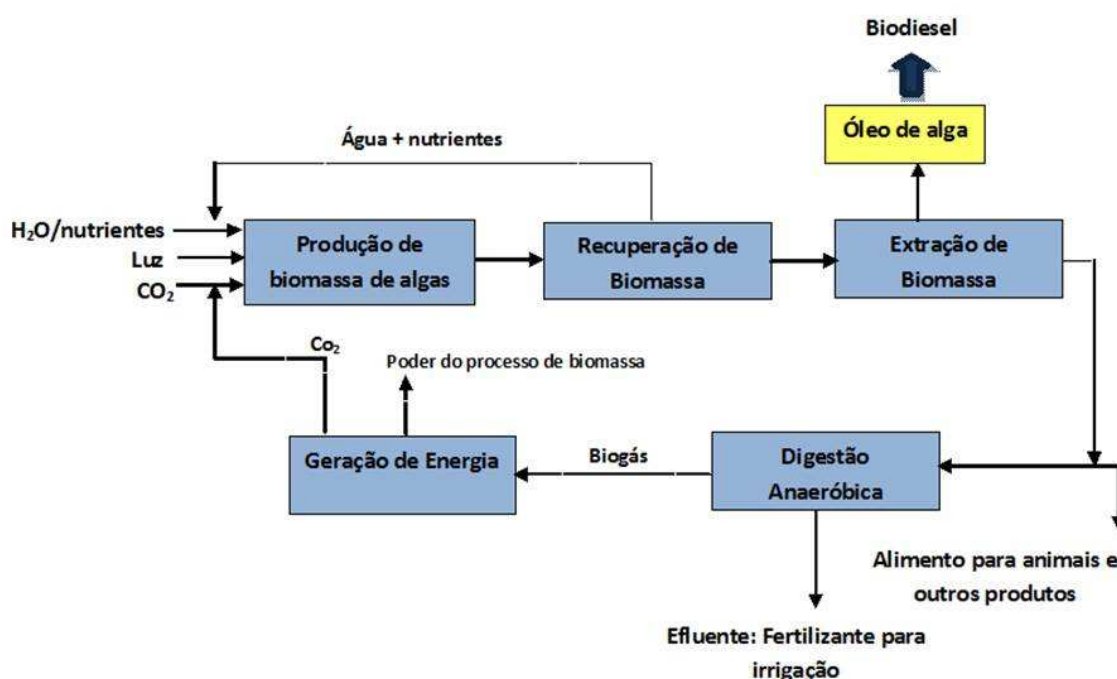 Biodiesel
Óleo de alga
Água + nutrientes
H₂O/nutrientes
Luz
CO₂
Produção de
biomassa de algas
Recuperação de
Biomassa
Extração de
Biomassa
Co₂
Poder do processo de biomassa
Geração de Energia
Biogás
Digestão
Anaeróbica
Alimento para animais e
outros produtos
Efluente: Fertilizante para
irrigação